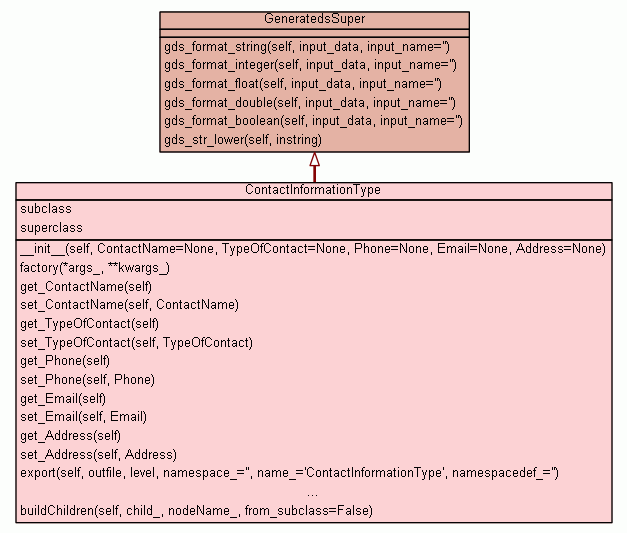 GeneratedsSuper
gds_format_string(self, input_data, input_name='')
gds_format_integer(self, input_data, input_name='')
gds_format_float(self, input_data, input_name='')
gds_format_double(self, input_data, input_name='')
gds_format_boolean(self, input_data, input_name='')
gds_str_lower(self, instring)
ContactInformationType
subclass
superclass
__init__(self, ContactName=None, TypeOfContact=None, Phone=None, Email=None, Address=None)
factory(*args_, **kwargs_)
get_ContactName(self)
set_ContactName(self, ContactName)
get_TypeOfContact(self)
set_TypeOfContact(self, TypeOfContact)
get_Phone(self)
set_Phone(self, Phone)
get_Email(self)
set_Email(self, Email)
get_Address(self)
set_Address(self, Address)
export(self, outfile, level, namespace_='', name_='ContactInformationType', namespacedef_='')
...
buildChildren(self, child_, nodeName_, from_subclass=False)